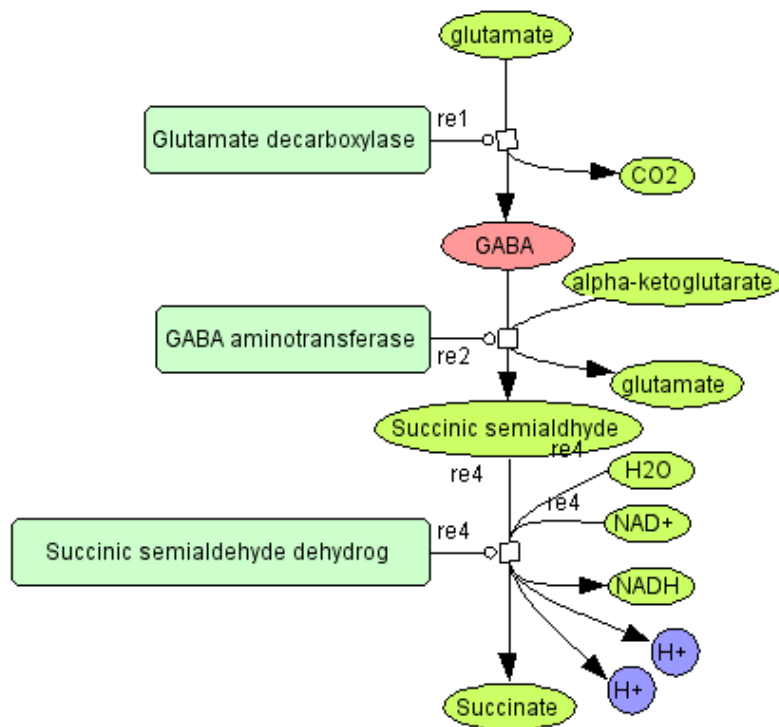 glutamate
re1
Glutamate decarboxylase
CO2
GABA
alpha-ketoglutarate
GABA aminotransferase
re2
glutamate
Succinic semialdhyde
re4
re4
H2O
re4
NAD+
re4
Succinic semialdehyde dehydrog
NADH
H+
H+
Succinate